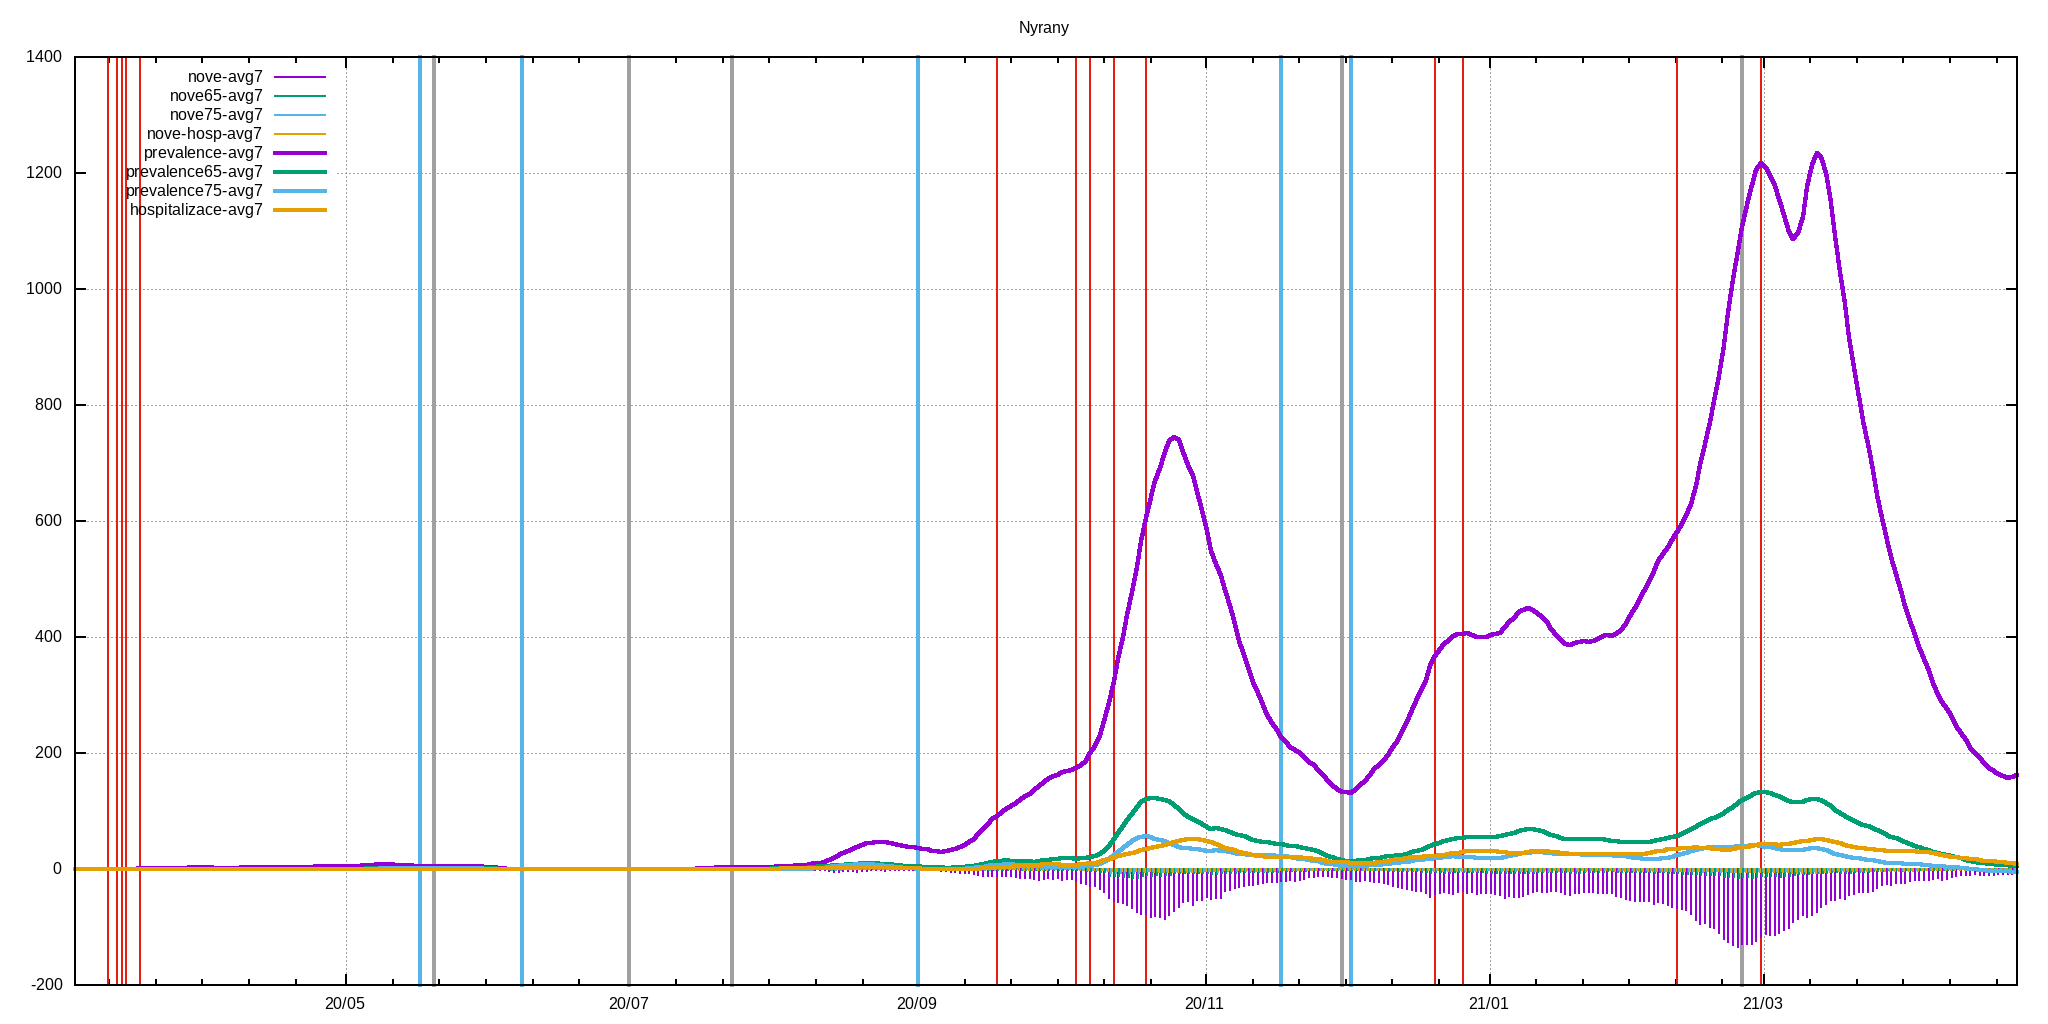 Nyrany
1400
1200
1000
800
600
400
200
0
-200
nove-avg7
nove65-avg7
nove75-avg7
nove-hosp-avg7
prevalence-avg7
prevalence65-avg7
prevalence75-avg7
hospitalizace-avg7
20/05 20/07 20/09 20/11 21/01 21/03